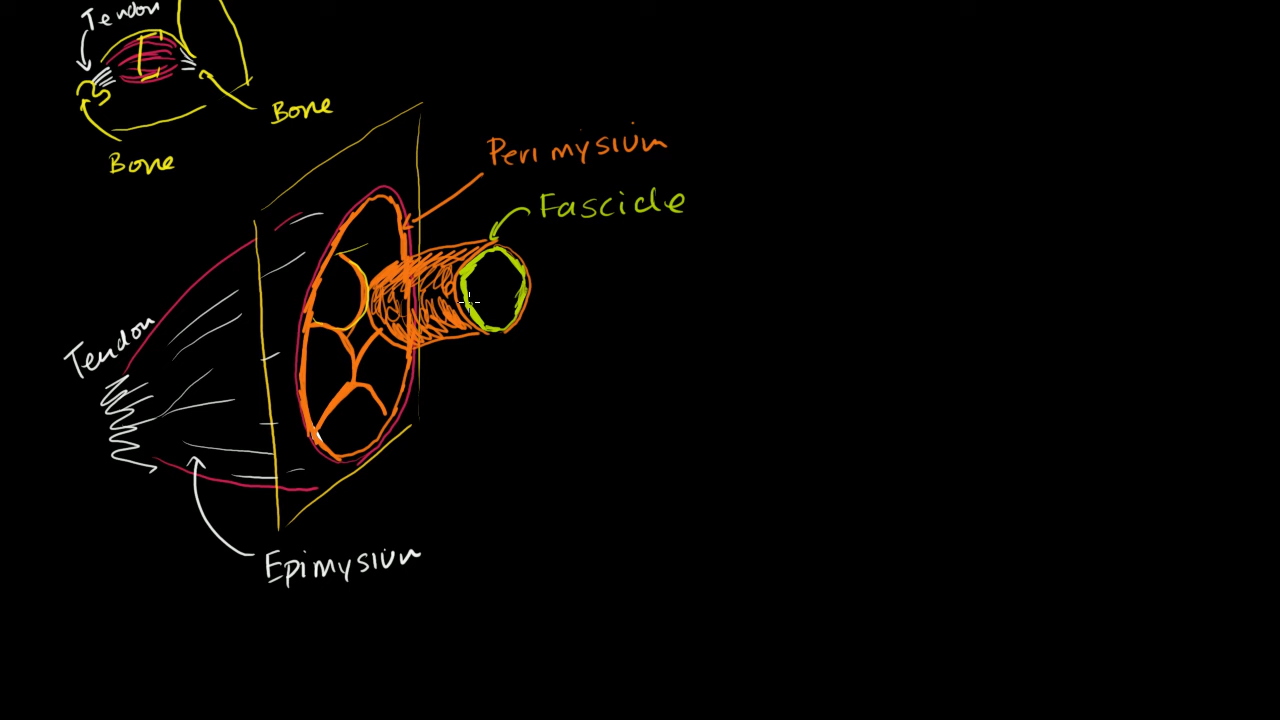 Tendon
Bone
Bone
Perimysium
Fascicle
Tendon
Epimysium